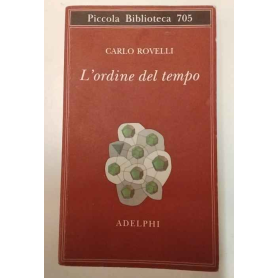 Piccola Biblioteca 705
CARLO ROVELLI
L'ordine del tempo
ADELPHI